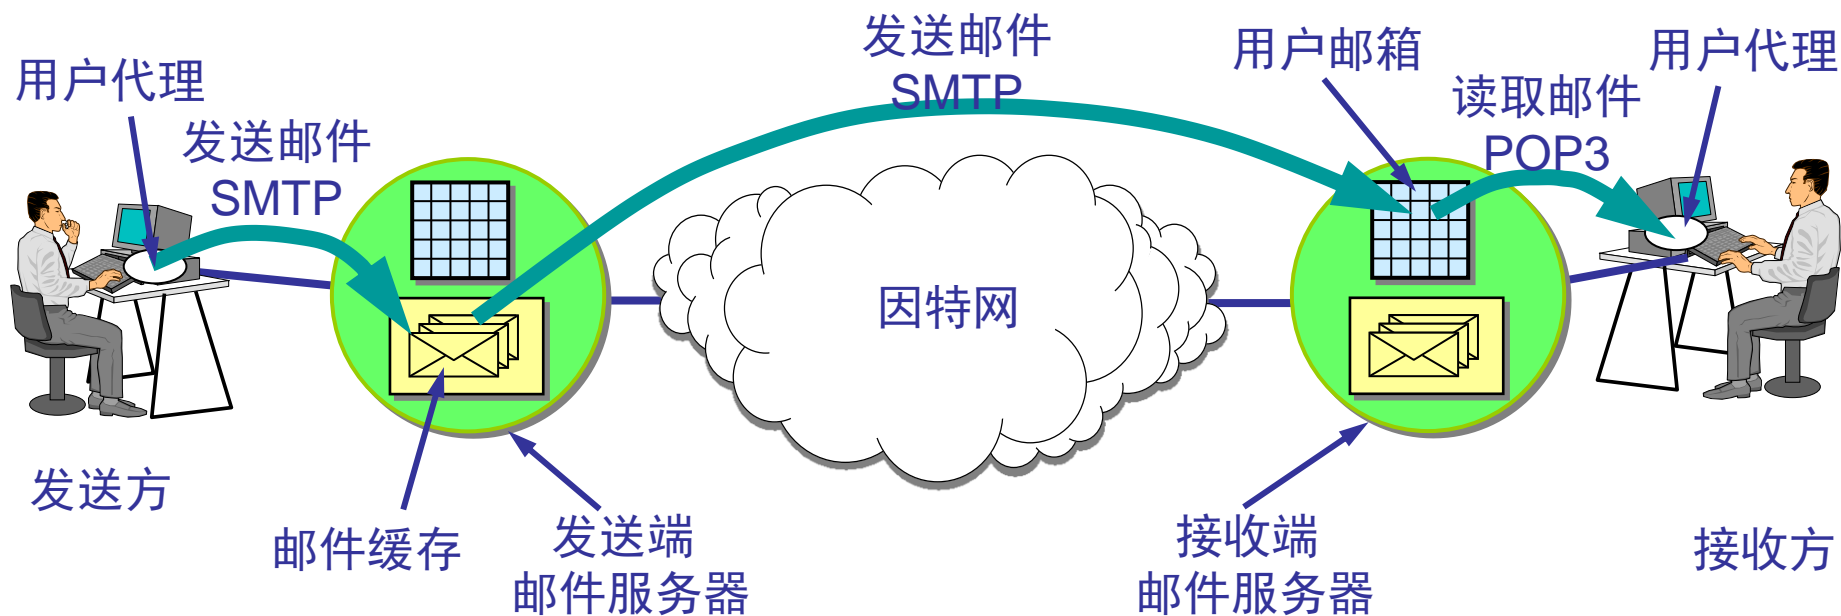 用户代理
发送邮件
SMTP
发送邮件
SMTP
用户邮箱
用户代理
读取邮件
POP3
因特网
发送方
邮件缓存
发送端
邮件服务器
接收端
邮件服务器
接收方